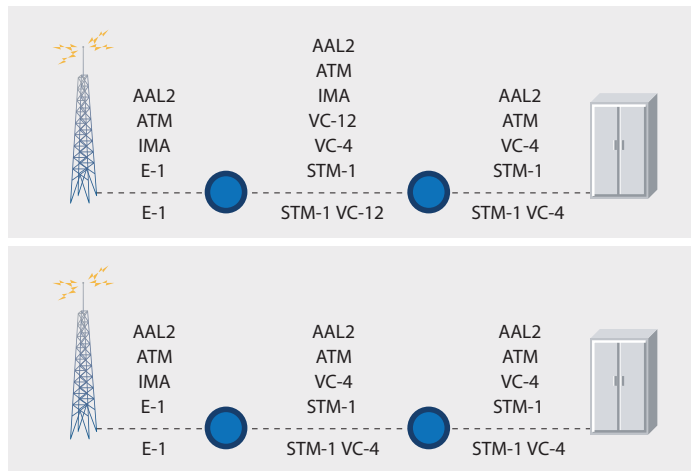 AAL2
ATM
IMA
E-1
E-1
AAL2
ATM
IMA
VC-12
VC-4
STM-1
STM-1 VC-12
AAL2
ATM
VC-4
STM-1
STM-1 VC-4
AAL2
ATM
IMA
E-1
E-1
AAL2
ATM
VC-4
STM-1
STM-1 VC-4
AAL2
ATM
VC-4
STM-1
STM-1 VC-4